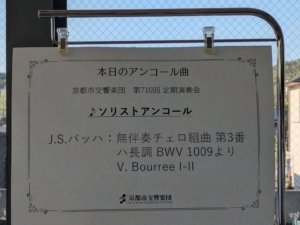 本日のアンコール曲
京都市交響楽団　第710回 定期演奏会
♪ソリストアンコール
J.S.バッハ：無伴奏チェロ組曲 第3番
ハ長調 BWV 1009より
V. Bourree I-II
京都市交響楽団